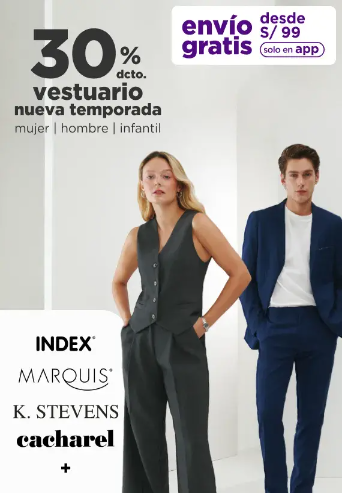 30%
dcto.
vestuario
nueva temporada
mujer | hombre | infantil
envío
gratis
desde
S/ 99
solo en app
INDEX®
MARQUIS®
K. STEVENS
cacharel
+